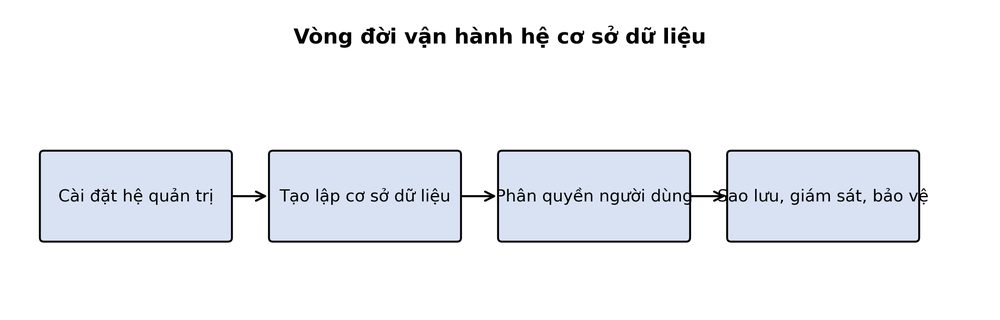 Vòng đời vận hành hệ cơ sở dữ liệu
Cài đặt hệ quản trị
Tạo lập cơ sở dữ liệu
Phân quyền người dùng
Sao lưu, giám sát, bảo vệ